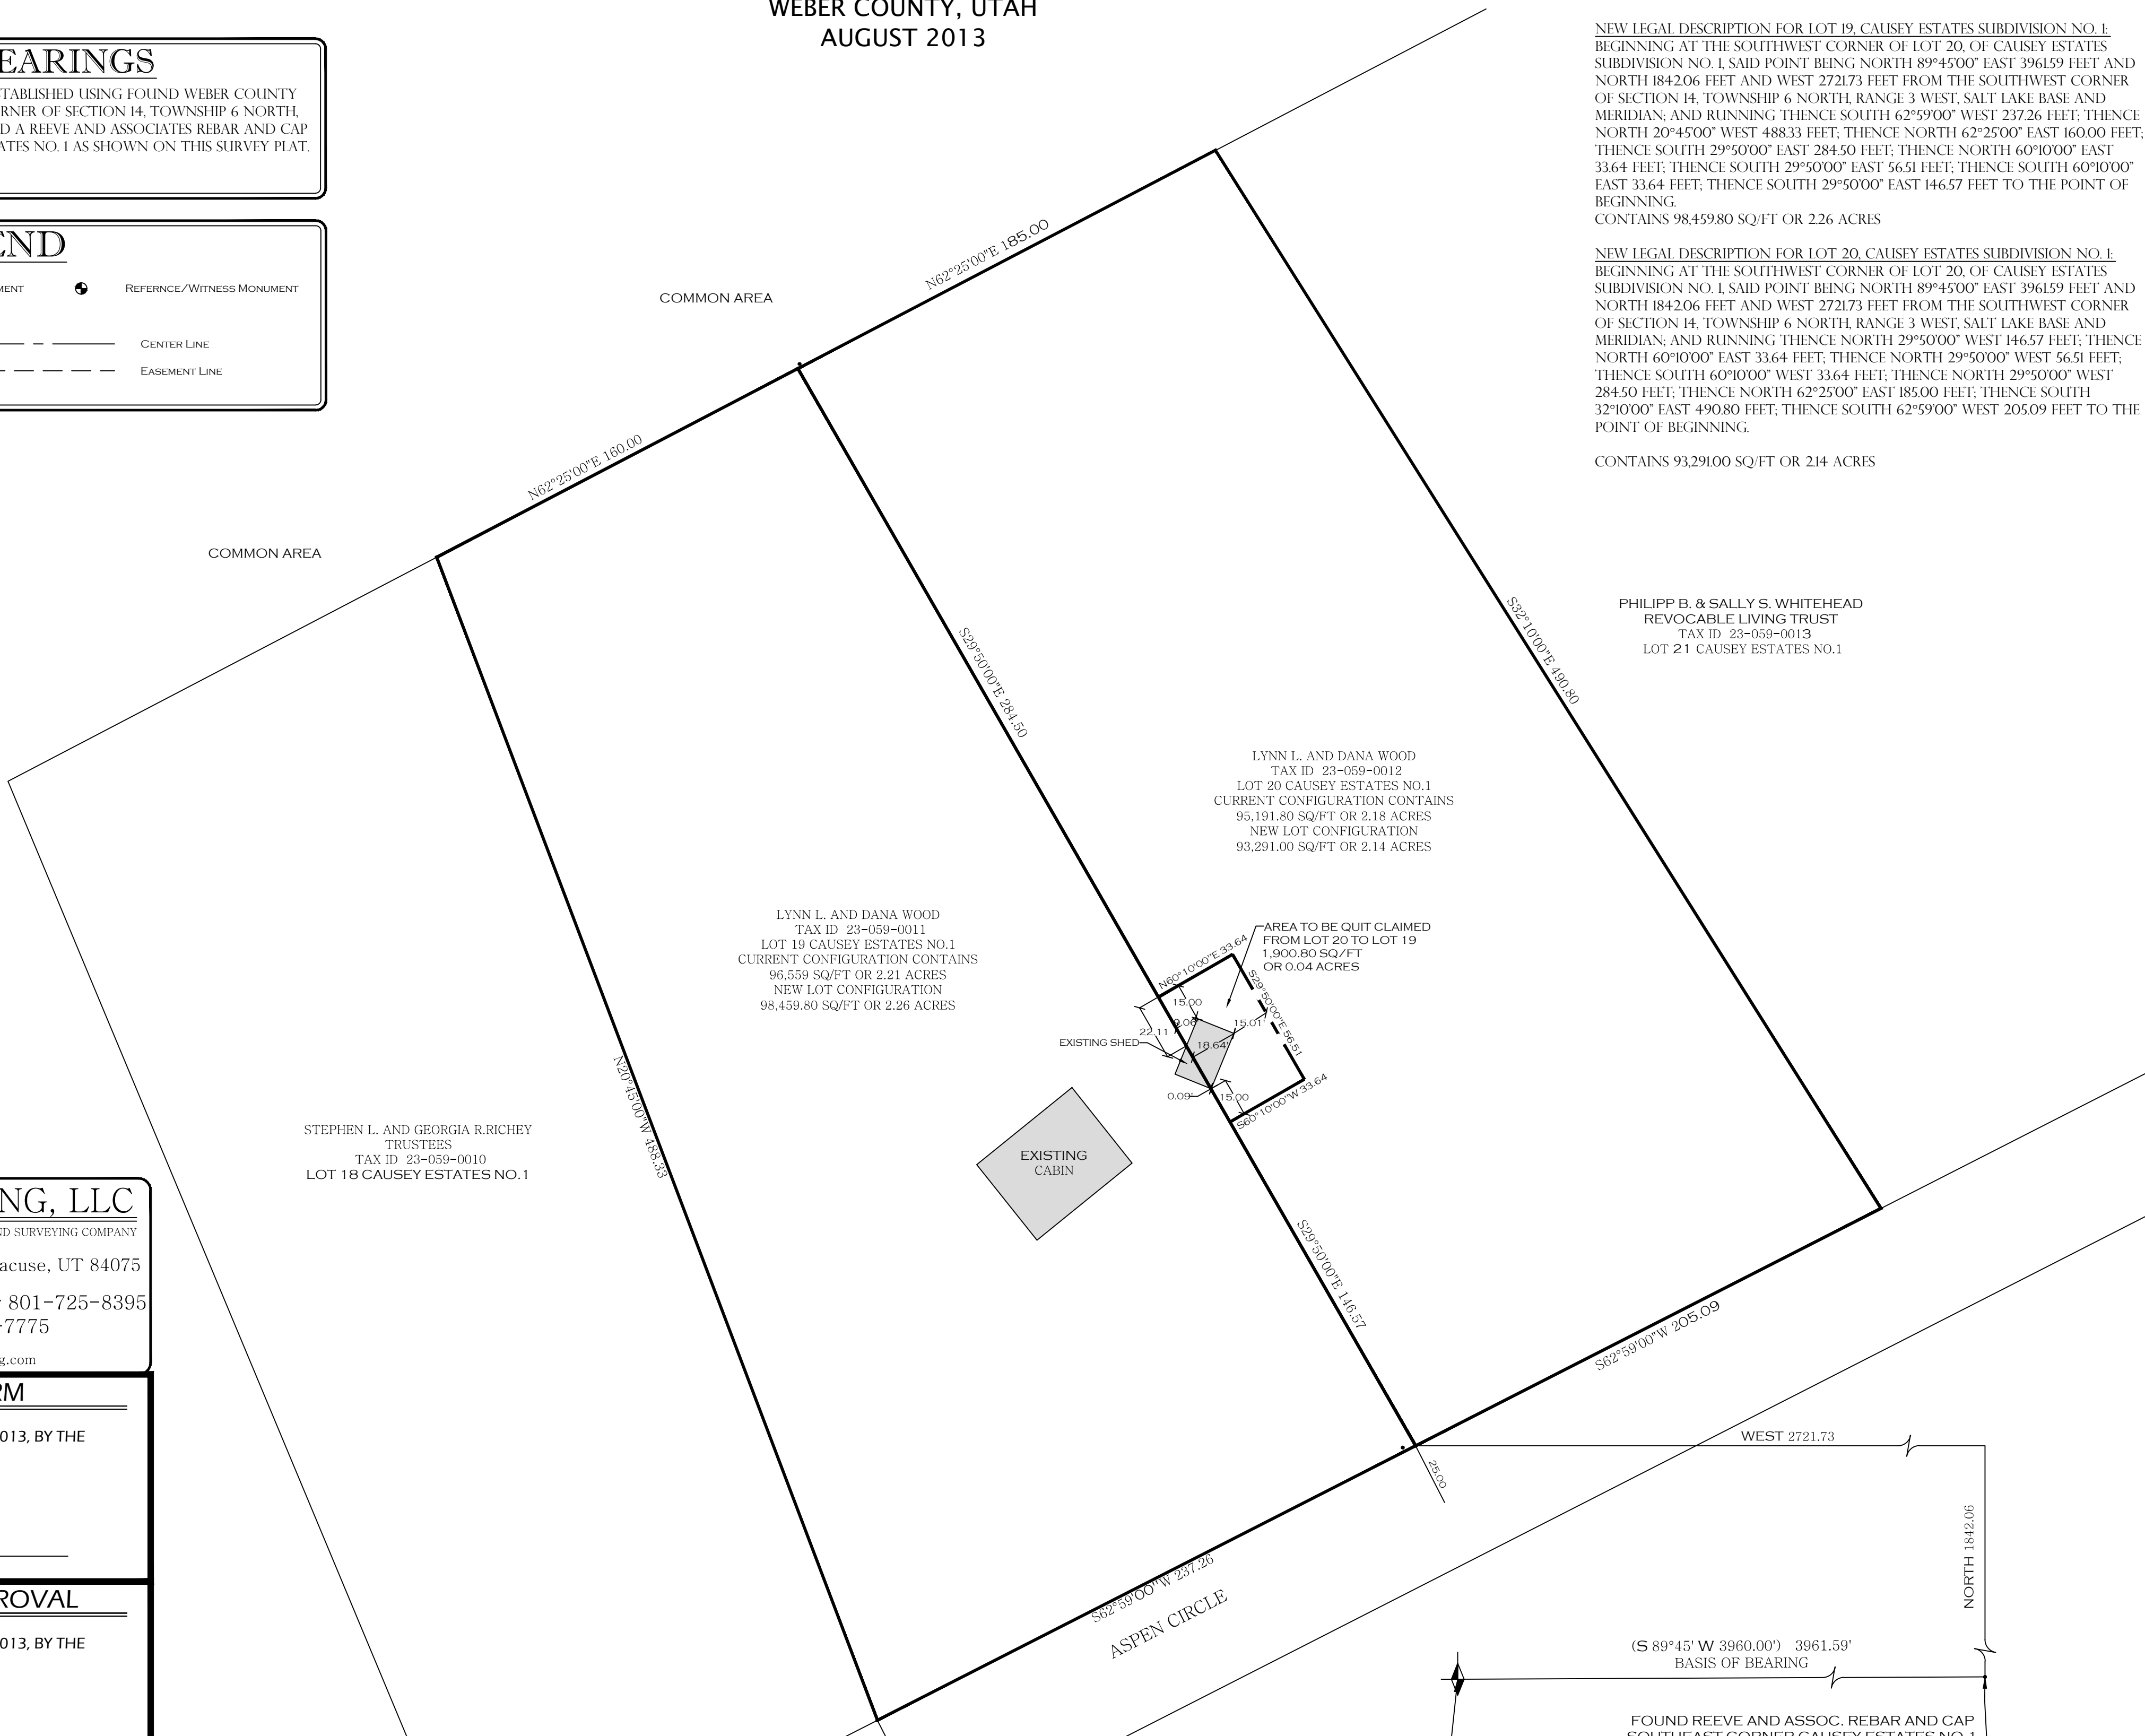 WEBER COUNTY, UTAH
AUGUST 2013
EARINGS
STABLISHED USING FOUND WEBER COUNTY
RNER OF SECTION 14, TOWNSHIP 6 NORTH,
D A REEVE AND ASSOCIATES REBAR AND CAP
ATES NO. 1 AS SHOWN ON THIS SURVEY PLAT.
END
MENT
REFERNCE/WITNESS MONUMENT
CENTER LINE
EASEMENT LINE
NEW LEGAL DESCRIPTION FOR LOT 19, CAUSEY ESTATES SUBDIVISION NO. 1:
BEGINNING AT THE SOUTHWEST CORNER OF LOT 20, OF CAUSEY ESTATES
SUBDIVISION NO. 1, SAID POINT BEING NORTH 89°45'00" EAST 3961.59 FEET AND
NORTH 1842.06 FEET AND WEST 2721.73 FEET FROM THE SOUTHWEST CORNER
OF SECTION 14, TOWNSHIP 6 NORTH, RANGE 3 WEST, SALT LAKE BASE AND
MERIDIAN; AND RUNNING THENCE SOUTH 62°59'00" WEST 237.26 FEET; THENCE
NORTH 20°45'00" WEST 488.33 FEET; THENCE NORTH 62°25'00" EAST 160.00 FEET;
THENCE SOUTH 29°50'00" EAST 284.50 FEET; THENCE NORTH 60°10'00" EAST
33.64 FEET; THENCE SOUTH 29°50'00" EAST 56.51 FEET; THENCE SOUTH 60°10'00"
EAST 33.64 FEET; THENCE SOUTH 29°50'00" EAST 146.57 FEET TO THE POINT OF
BEGINNING.
CONTAINS 98,459.80 SQ/FT OR 2.26 ACRES
NEW LEGAL DESCRIPTION FOR LOT 20, CAUSEY ESTATES SUBDIVISION NO. 1:
BEGINNING AT THE SOUTHWEST CORNER OF LOT 20, OF CAUSEY ESTATES
SUBDIVISION NO. 1, SAID POINT BEING NORTH 89°45'00" EAST 3961.59 FEET AND
NORTH 1842.06 FEET AND WEST 2721.73 FEET FROM THE SOUTHWEST CORNER
OF SECTION 14, TOWNSHIP 6 NORTH, RANGE 3 WEST, SALT LAKE BASE AND
MERIDIAN; AND RUNNING THENCE NORTH 29°50'00" WEST 146.57 FEET; THENCE
NORTH 60°10'00" EAST 33.64 FEET; THENCE NORTH 29°50'00" WEST 56.51 FEET;
THENCE SOUTH 60°10'00" WEST 33.64 FEET; THENCE NORTH 29°50'00" WEST
284.50 FEET; THENCE NORTH 62°25'00" EAST 185.00 FEET; THENCE SOUTH
32°10'00" EAST 490.80 FEET; THENCE SOUTH 62°59'00" WEST 205.09 FEET TO THE
POINT OF BEGINNING.
CONTAINS 93,291.00 SQ/FT OR 2.14 ACRES
N62°25'00"E 185.00
COMMON AREA
N62°25'00"E 160.00
COMMON AREA
S29°50'00"E 284.50
S32°10'00"E 490.80
PHILIPP B. & SALLY S. WHITEHEAD
REVOCABLE LIVING TRUST
TAX ID 23-059-0013
LOT 21 CAUSEY ESTATES NO.1
LYNN L. AND DANA WOOD
TAX ID 23-059-0012
LOT 20 CAUSEY ESTATES NO.1
CURRENT CONFIGURATION CONTAINS
95,191.80 SQ/FT OR 2.18 ACRES
NEW LOT CONFIGURATION
93,291.00 SQ/FT OR 2.14 ACRES
LYNN L. AND DANA WOOD
TAX ID 23-059-0011
LOT 19 CAUSEY ESTATES NO.1
CURRENT CONFIGURATION CONTAINS
96,559 SQ/FT OR 2.21 ACRES
NEW LOT CONFIGURATION
98,459.80 SQ/FT OR 2.26 ACRES
AREA TO BE QUIT CLAIMED
FROM LOT 20 TO LOT 19
1,900.80 SQ/FT
OR 0.04 ACRES
N60°10'00"E 33.64
S29°50'00"E 56.51
15.00
9.06'
15.01'
22.11
18.64'
EXISTING SHED
0.09'
15.00
S60°10'00"W 33.64
N20°45'00"W 488.33
STEPHEN L. AND GEORGIA R.RICHEY
TRUSTEES
TAX ID 23-059-0010
LOT 18 CAUSEY ESTATES NO.1
EXISTING
CABIN
S29°50'00"E 146.57
S62°59'00"W 205.09
NG, LLC
ND SURVEYING COMPANY
acuse, UT 84075
801-725-8395
-7775
g.com
RM
013, BY THE
ROVAL
013, BY THE
25.00
WEST 2721.73
NORTH 1842.06
S62°59'00"W 237.26
ASPEN CIRCLE
(S 89°45' W 3960.00') 3961.59'
BASIS OF BEARING
FOUND REEVE AND ASSOC. REBAR AND CAP
SOUTHEAST CORNER CAUSEY ESTATES NO.1